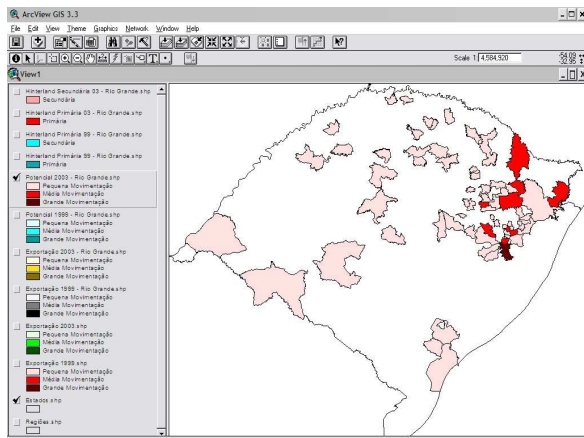 ArcView GIS 3.3
File Edit View Theme Graphics Network Window Help
Scale 1: 4,584,920
-54.09
-32.95
View1
Hinterland Secundária 03 - Rio Grande.shp
Secundária
Hinterland Primária 03 - Rio Grande.shp
Primária
Hinterland Primária 99 - Rio Grande.shp
Secundária
Hinterland Primária 99 - Rio Grande.shp
Primária
Potencial 2003 - Rio Grande.shp
Pequena Movimentação
Média Movimentação
Grande Movimentação
Potencial 1999 - Rio Grande.shp
Pequena Movimentação
Média Movimentação
Grande Movimentação
Exportação 2003 - Rio Grande.shp
Pequena Movimentação
Média Movimentação
Grande Movimentação
Exportação 1999 - Rio Grande.shp
Pequena Movimentação
Média Movimentação
Grande Movimentação
Exportação 2003.shp
Pequena Movimentação
Média Movimentação
Grande Movimentação
Exportação 1999.shp
Pequena Movimentação
Média Movimentação
Grande Movimentação
Estados.shp
Regiões.shp